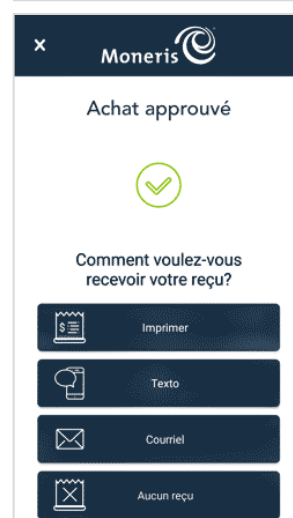 ×
Moneris
Achat approuvé
Comment voulez-vous
recevoir votre reçu?
Imprimer
Texto
Courriel
Aucun reçu